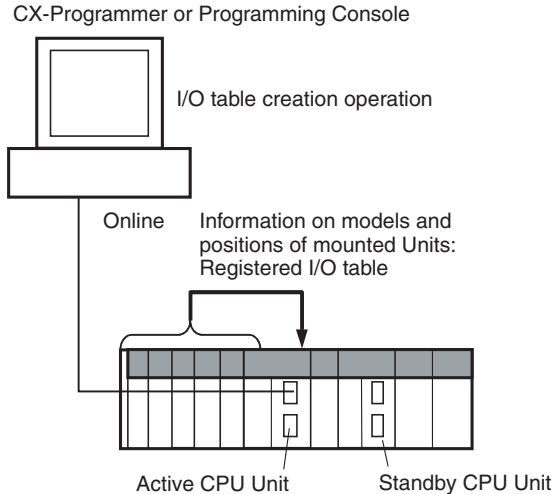 CX-Programmer or Programming Console
I/O table creation operation
Online
Information on models and
positions of mounted Units:
Registered I/O table
Active CPU Unit
Standby CPU Unit